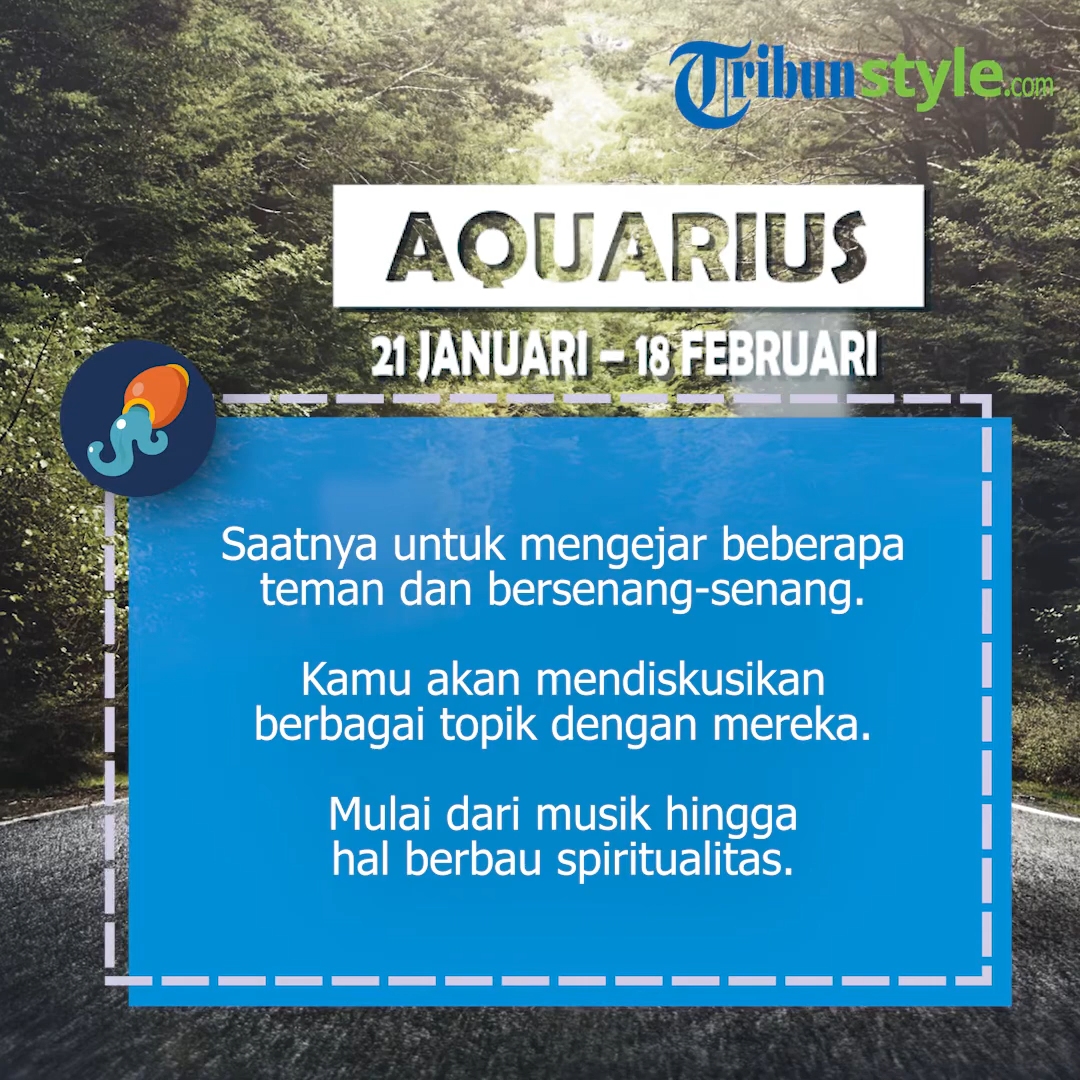 Tribunstyle.com
AQUARIUS
21 JANUARI – 18 FEBRUARI
Saatnya untuk mengejar beberapa
teman dan bersenang-senang.
Kamu akan mendiskusikan
berbagai topik dengan mereka.
Mulai dari musik hingga
hal berbau spiritualitas.